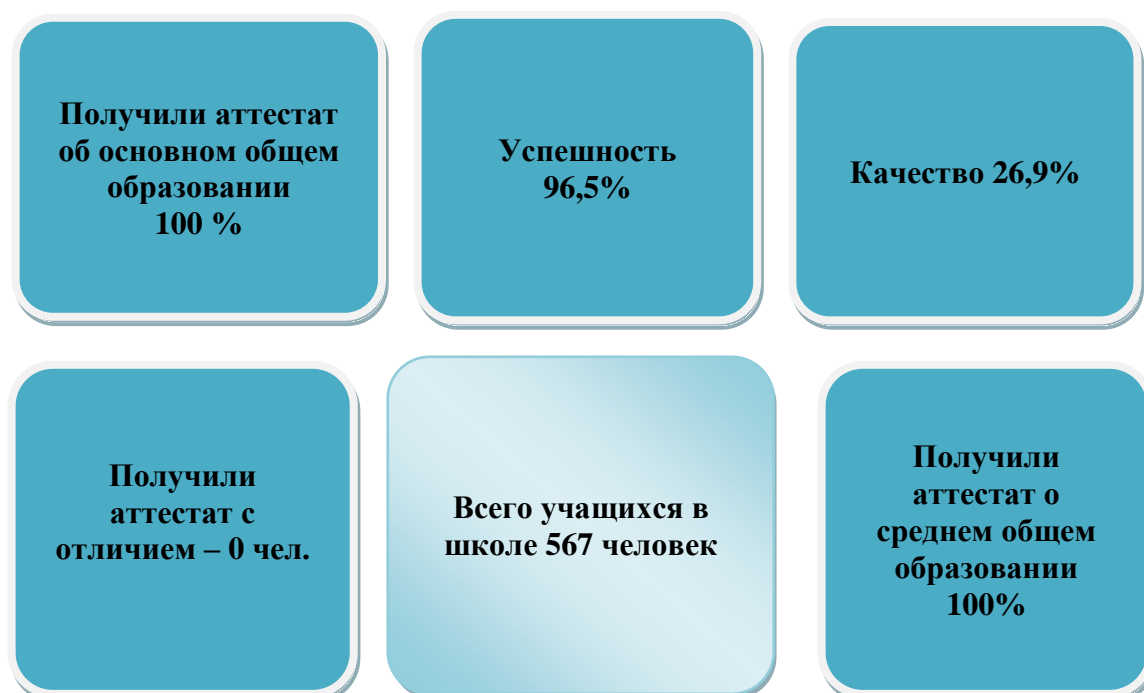 Получили аттестат
об основном общем
образовании
100 %
Успешность
96,5%
Качество 26,9%
Получили
аттестат с
отличием – 0 чел.
Всего учащихся в
школе 567 человек
Получили
аттестат о
среднем общем
образовании
100%